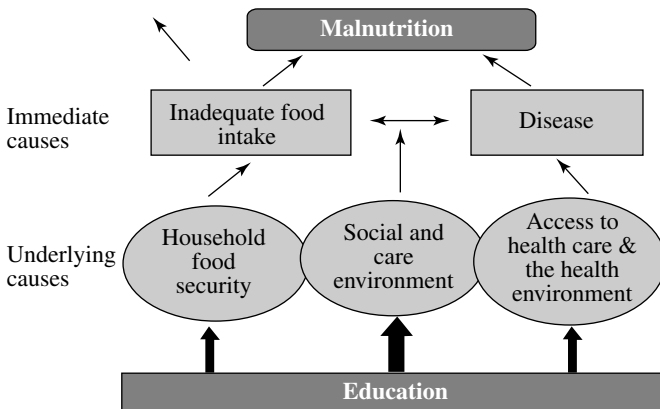 Malnutrition
Immediate
causes
Inadequate food
intake
Disease
Underlying
causes
Household
food
security
Social and
care
environment
Access to
health care &
the health
environment
Education